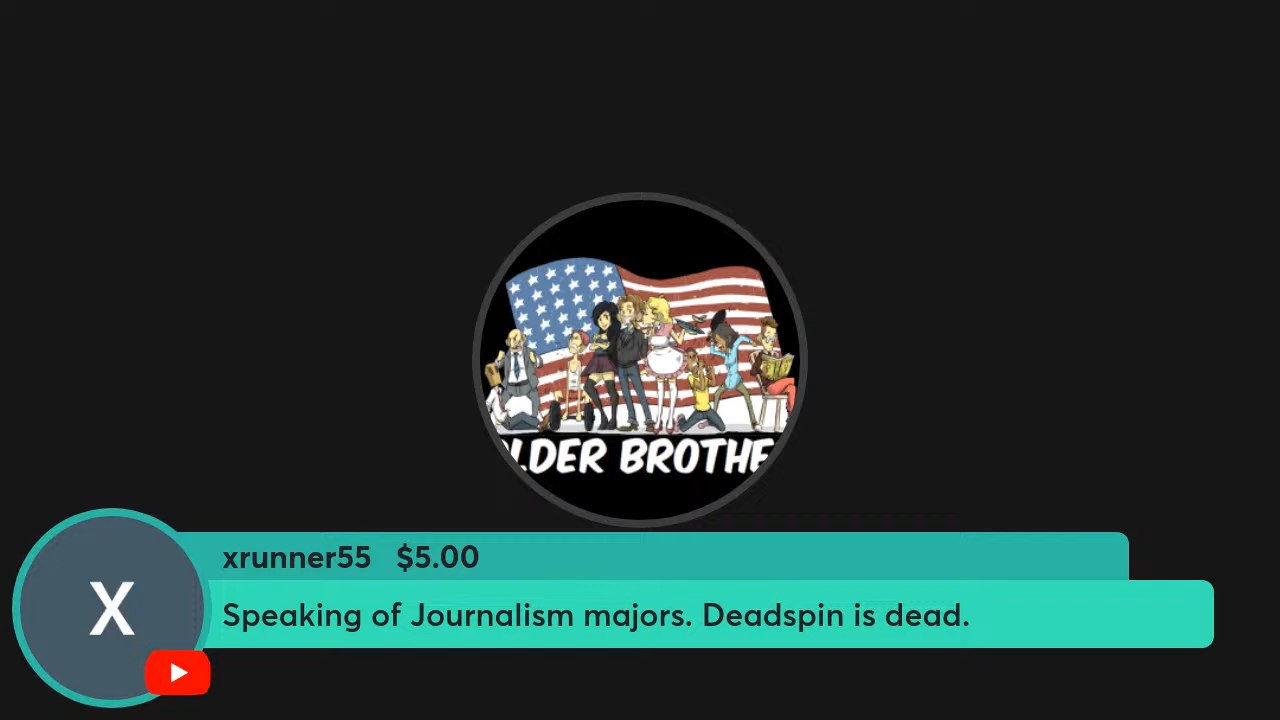 LDER BROTHE
xrunner55 $5.00
X
Speaking of Journalism majors. Deadspin is dead.